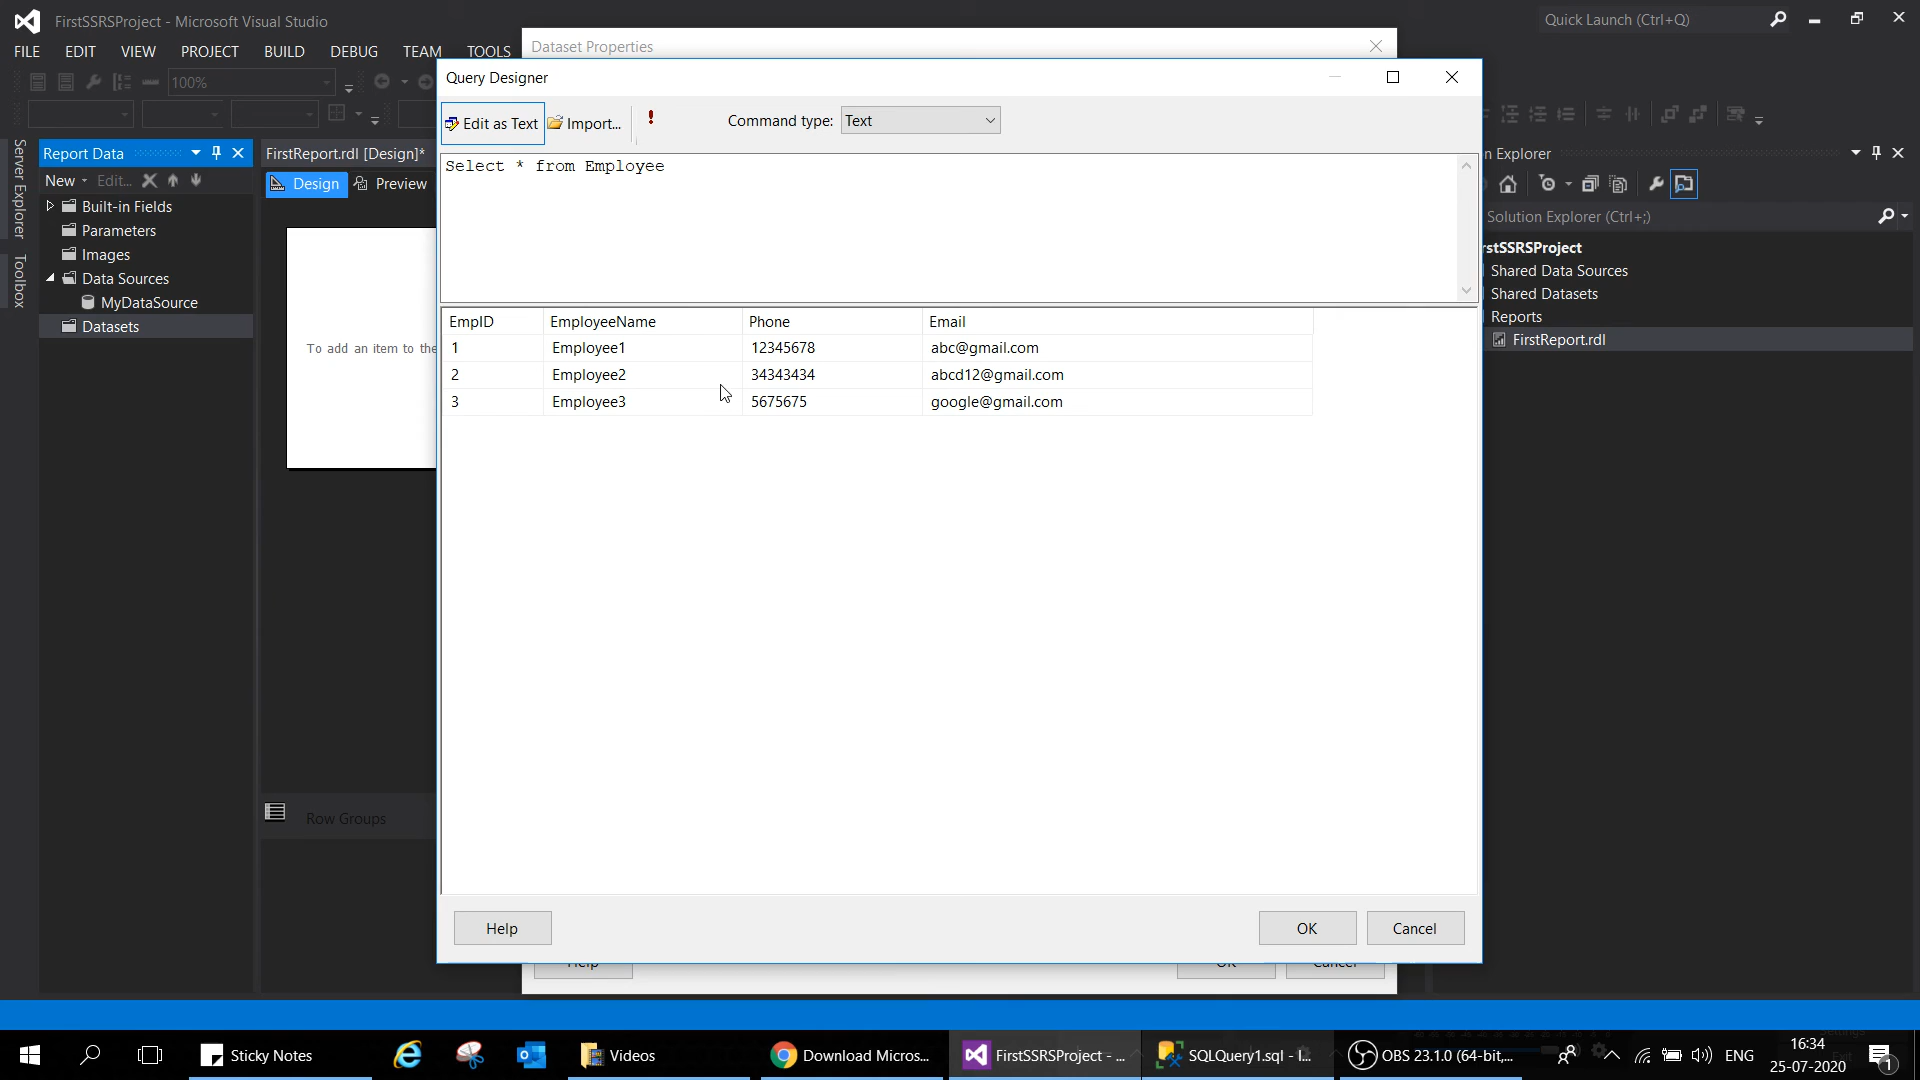 FirstSSRSProject - Microsoft Visual Studio
Quick Launch (Ctrl+Q)
FILE EDIT VIEW PROJECT BUILD DEBUG TEAM TOOLS
Dataset Properties
100%
Query Designer
Edit as Text Import... ! Command type: Text
Select * from Employee
Server Explorer
Toolbox
Report Data
New Edit...
Built-in Fields
Parameters
Images
Data Sources
MyDataSource
Datasets
FirstReport.rdl [Design]*
Design Preview
To add an item to the
Row Groups
EmpID EmployeeName Phone Email
1 Employee1 12345678 abc@gmail.com
2 Employee2 34343434 abcd12@gmail.com
3 Employee3 5675675 google@gmail.com
Help OK Cancel
Help OK Cancel
n Explorer
Solution Explorer (Ctrl+;)
rstSSRSProject
Shared Data Sources
Shared Datasets
Reports
FirstReport.rdl
Sticky Notes
Videos
Download Micros...
FirstSSRSProject - ...
SQLQuery1.sql - l...
OBS 23.1.0 (64-bit,...
ENG
16:34
25-07-2020
1